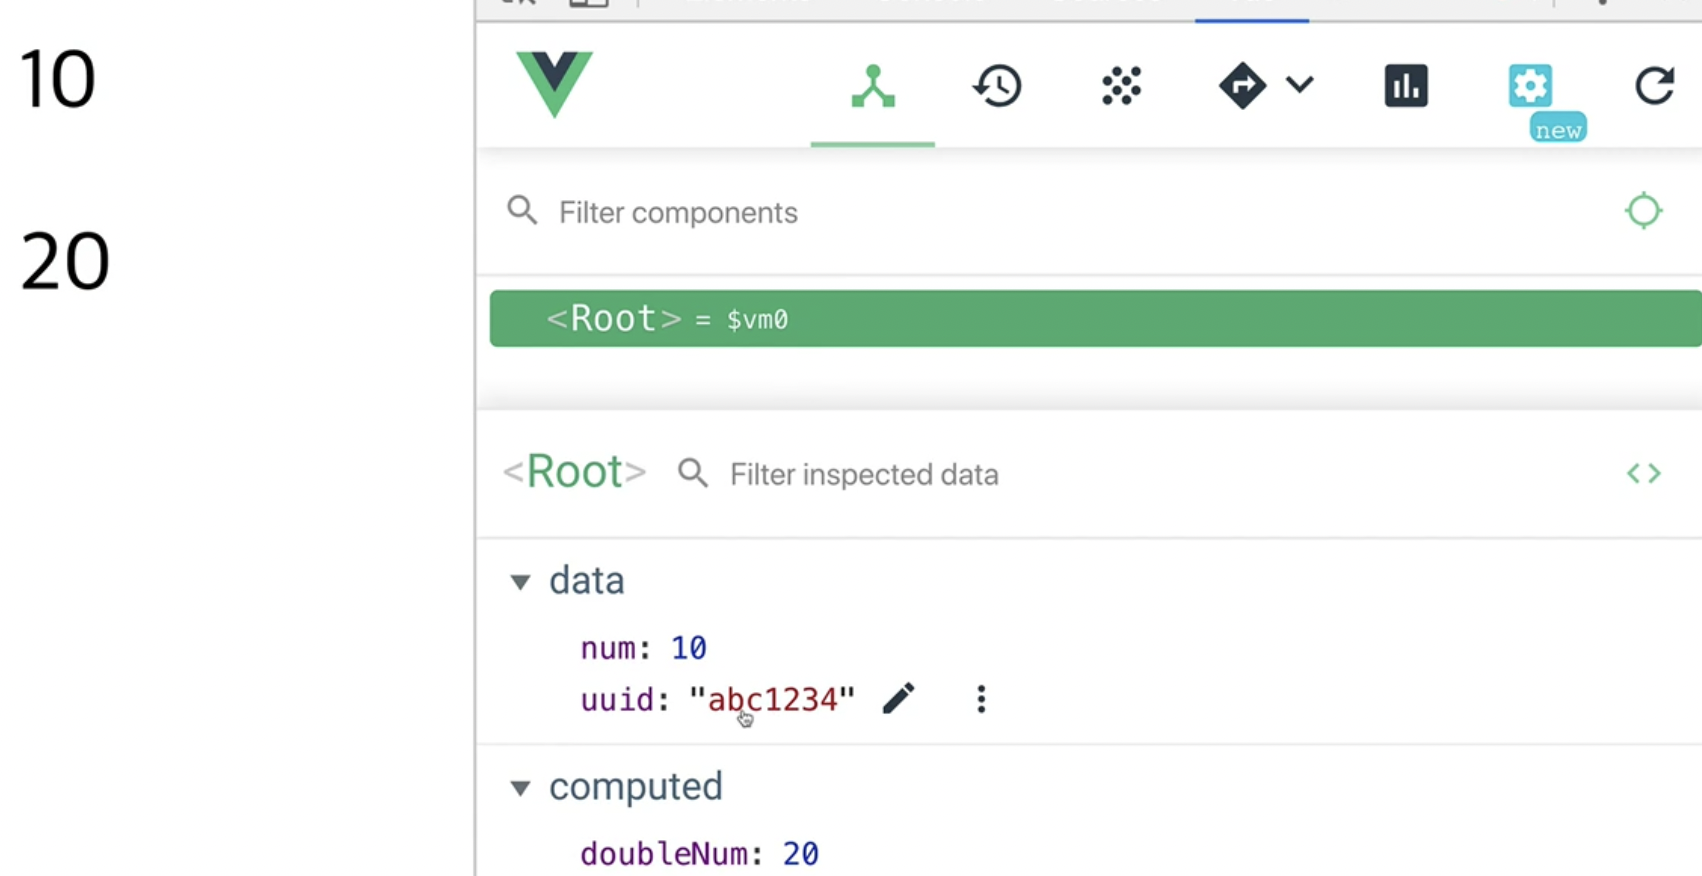 10
20
new
Filter components
<Root> = $vm0
<Root> Filter inspected data
data
num: 10
uuid: "abc1234"
computed
doubleNum: 20